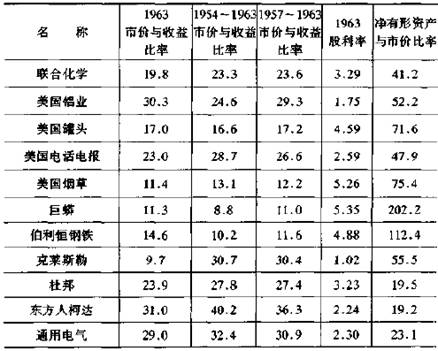 名 称 1963 市价与收益比率 1954～1963 市价与收益比率 1957～1963 市价与收益比率 1963 股利率 净有形资产与市价比率
联合化学 19.8 23.3 23.6 3.29 41.2
美国铝业 30.3 24.6 29.3 1.75 52.2
美国罐头 17.0 16.6 17.2 4.59 71.6
美国电话电报 23.0 28.7 26.6 2.59 47.9
美国烟草 11.4 13.1 12.2 5.26 75.4
巨蟒 11.3 8.8 11.0 5.35 202.2
伯利恒钢铁 14.6 10.2 11.6 4.88 112.4
克莱斯勒 9.7 30.7 30.4 1.02 55.5
杜邦 23.9 27.8 27.4 3.23 19.5
东方人柯达 31.0 40.2 36.3 2.24 19.2
通用电气 29.0 32.4 30.9 2.30 23.1